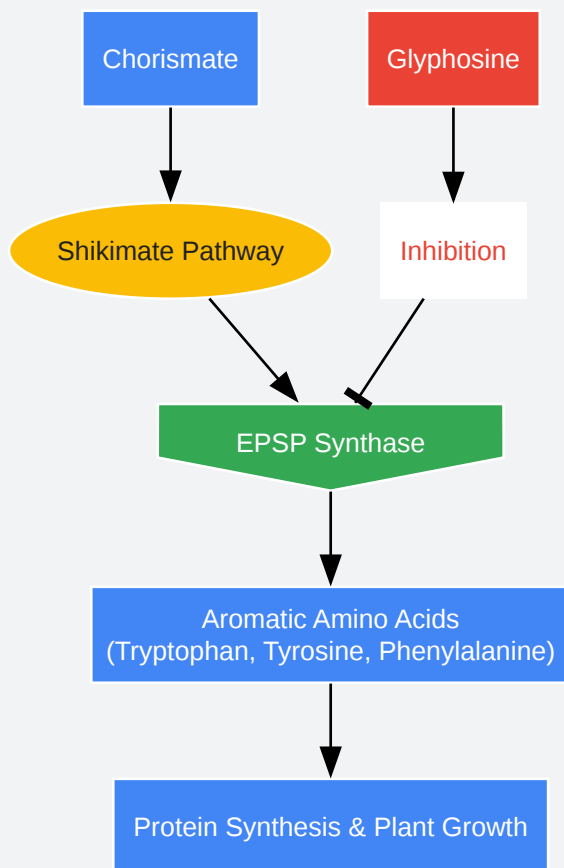 Chorismate
Glyphosine
Shikimate Pathway
Inhibition
EPSP Synthase
Aromatic Amino Acids
(Tryptophan, Tyrosine, Phenylalanine)
Protein Synthesis & Plant Growth